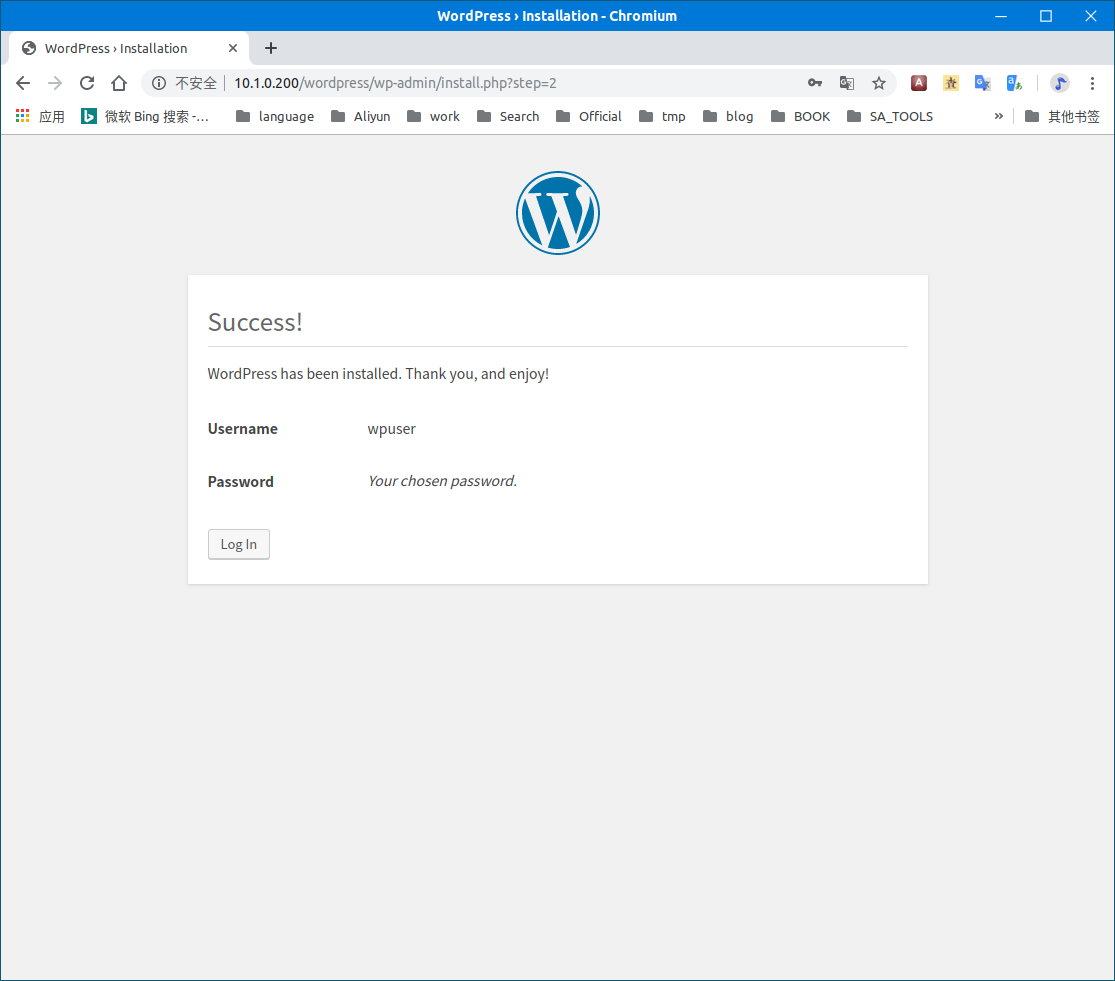 WordPress › Installation - Chromium
WordPress › Installation
不安全 10.1.0.200/wordpress/wp-admin/install.php?step=2
应用 微软 Bing 搜索 -... language Aliyun work Search Official tmp blog BOOK SA_TOOLS » 其他书签
Success!
WordPress has been installed. Thank you, and enjoy!
Username wpuser
Password Your chosen password.
Log In